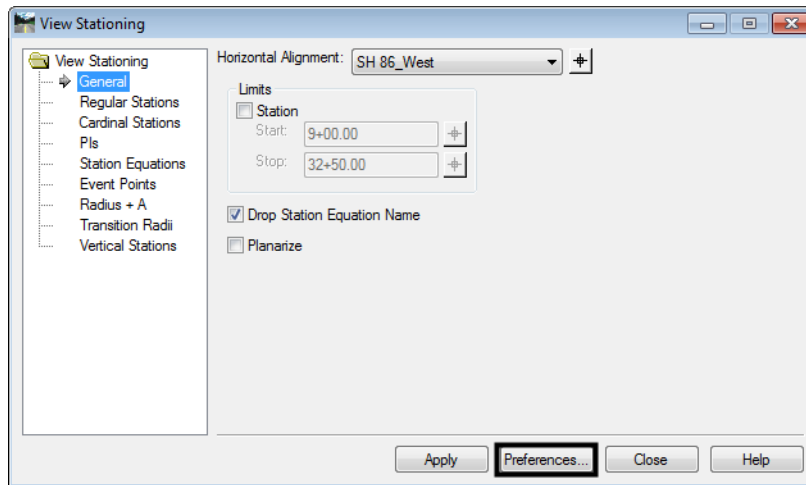 View Stationing
View Stationing
General
Regular Stations
Cardinal Stations
PIs
Station Equations
Event Points
Radius + A
Transition Radii
Vertical Stations
Horizontal Alignment: SH 86_West
Limits
Station
Start: 9+00.00
Stop: 32+50.00
Drop Station Equation Name
Planarize
Apply Preferences... Close Help